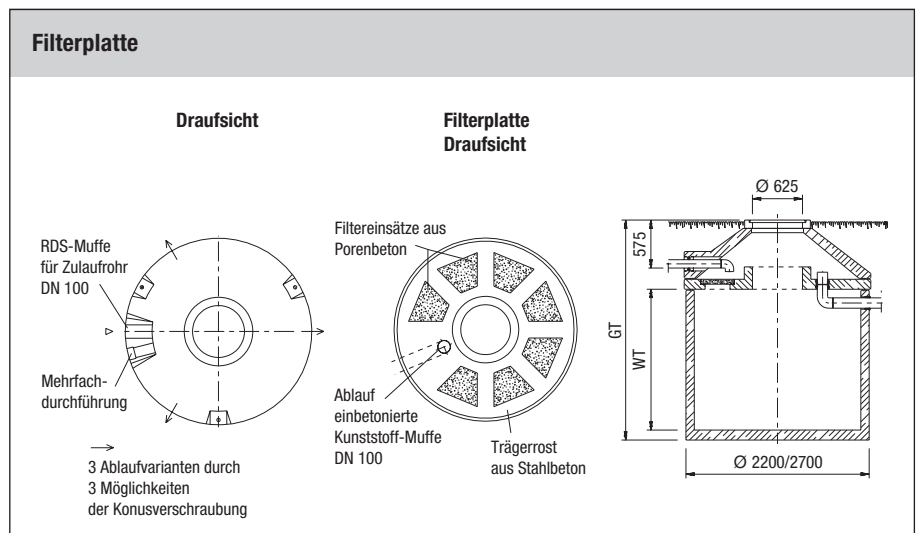 Filterplatte
Draufsicht
RDS-Muffe
für Zulaufrohr
DN 100
Mehrfach-
durchführung
3 Ablaufvarianten durch
3 Möglichkeiten
der Konusverschraubung
Filterplatte
Draufsicht
Filtereinsätze aus
Porenbeton
Ablauf
einbetonierte
Kunststoff-Muffe
DN 100
Trägerrost
aus Stahlbeton
Ø 625
575
GT
WT
Ø 2200/2700